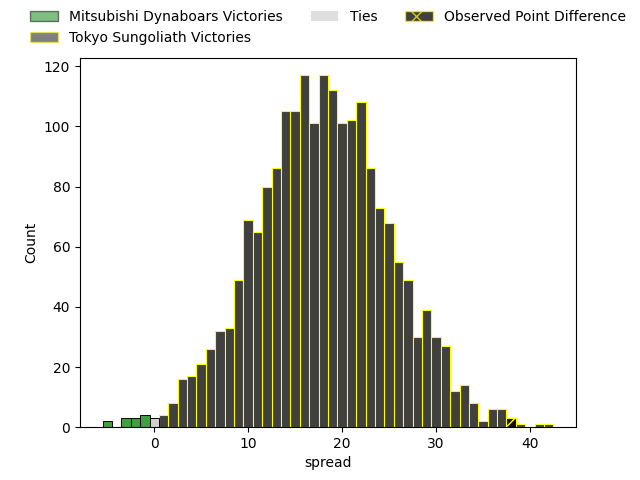 Mitsubishi Dynaboars Victories
Ties
Observed Point Difference
Tokyo Sungoliath Victories
120
100
80
60
40
20
0
Count
0 10 20 30 40
spread